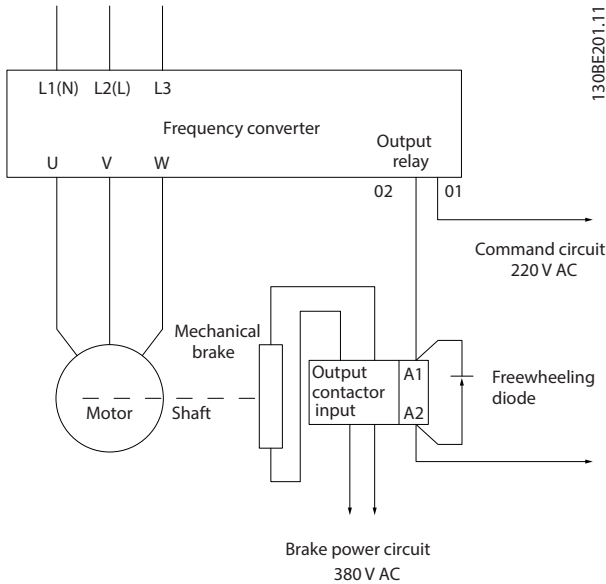 130BE201.11
L1(N) L2(L) L3
Frequency converter
Output
relay
U V W
02 01
Command circuit
220 V AC
Mechanical
brake
Output
contactor
input
A1
A2
Freewheeling
diode
Motor
Shaft
Brake power circuit
380 V AC